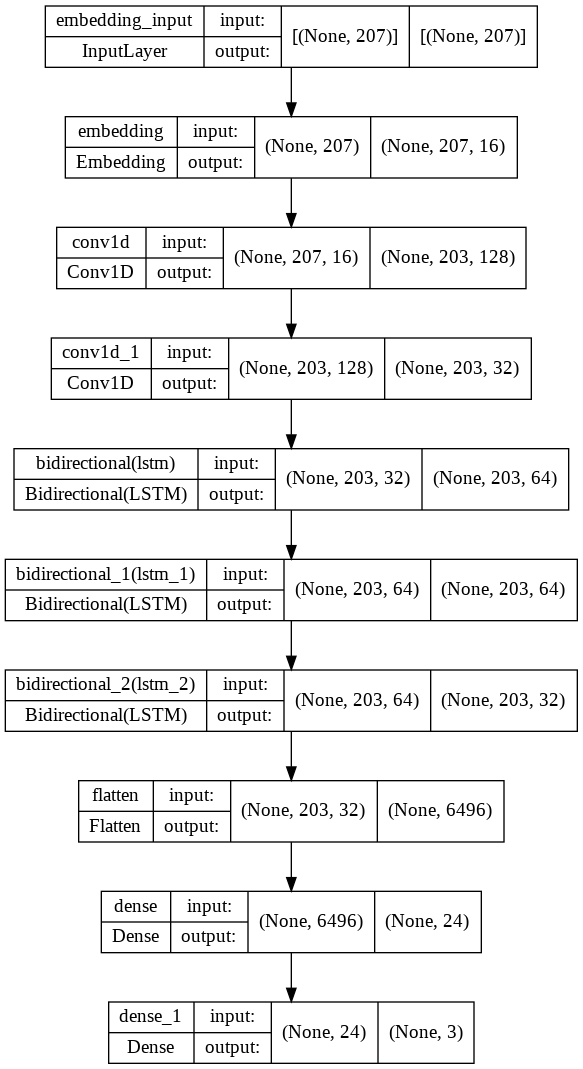 embedding_input input: [(None, 207)] [(None, 207)]
InputLayer output:
embedding input: (None, 207) (None, 207, 16)
Embedding output:
conv1d input: (None, 207, 16) (None, 203, 128)
Conv1D output:
conv1d_1 input: (None, 203, 128) (None, 203, 32)
Conv1D output:
bidirectional(lstm) input: (None, 203, 32) (None, 203, 64)
Bidirectional(LSTM) output:
bidirectional_1(lstm_1) input: (None, 203, 64) (None, 203, 64)
Bidirectional(LSTM) output:
bidirectional_2(lstm_2) input: (None, 203, 64) (None, 203, 32)
Bidirectional(LSTM) output:
flatten input: (None, 203, 32) (None, 6496)
Flatten output:
dense input: (None, 6496) (None, 24)
Dense output:
dense_1 input: (None, 24) (None, 3)
Dense output: